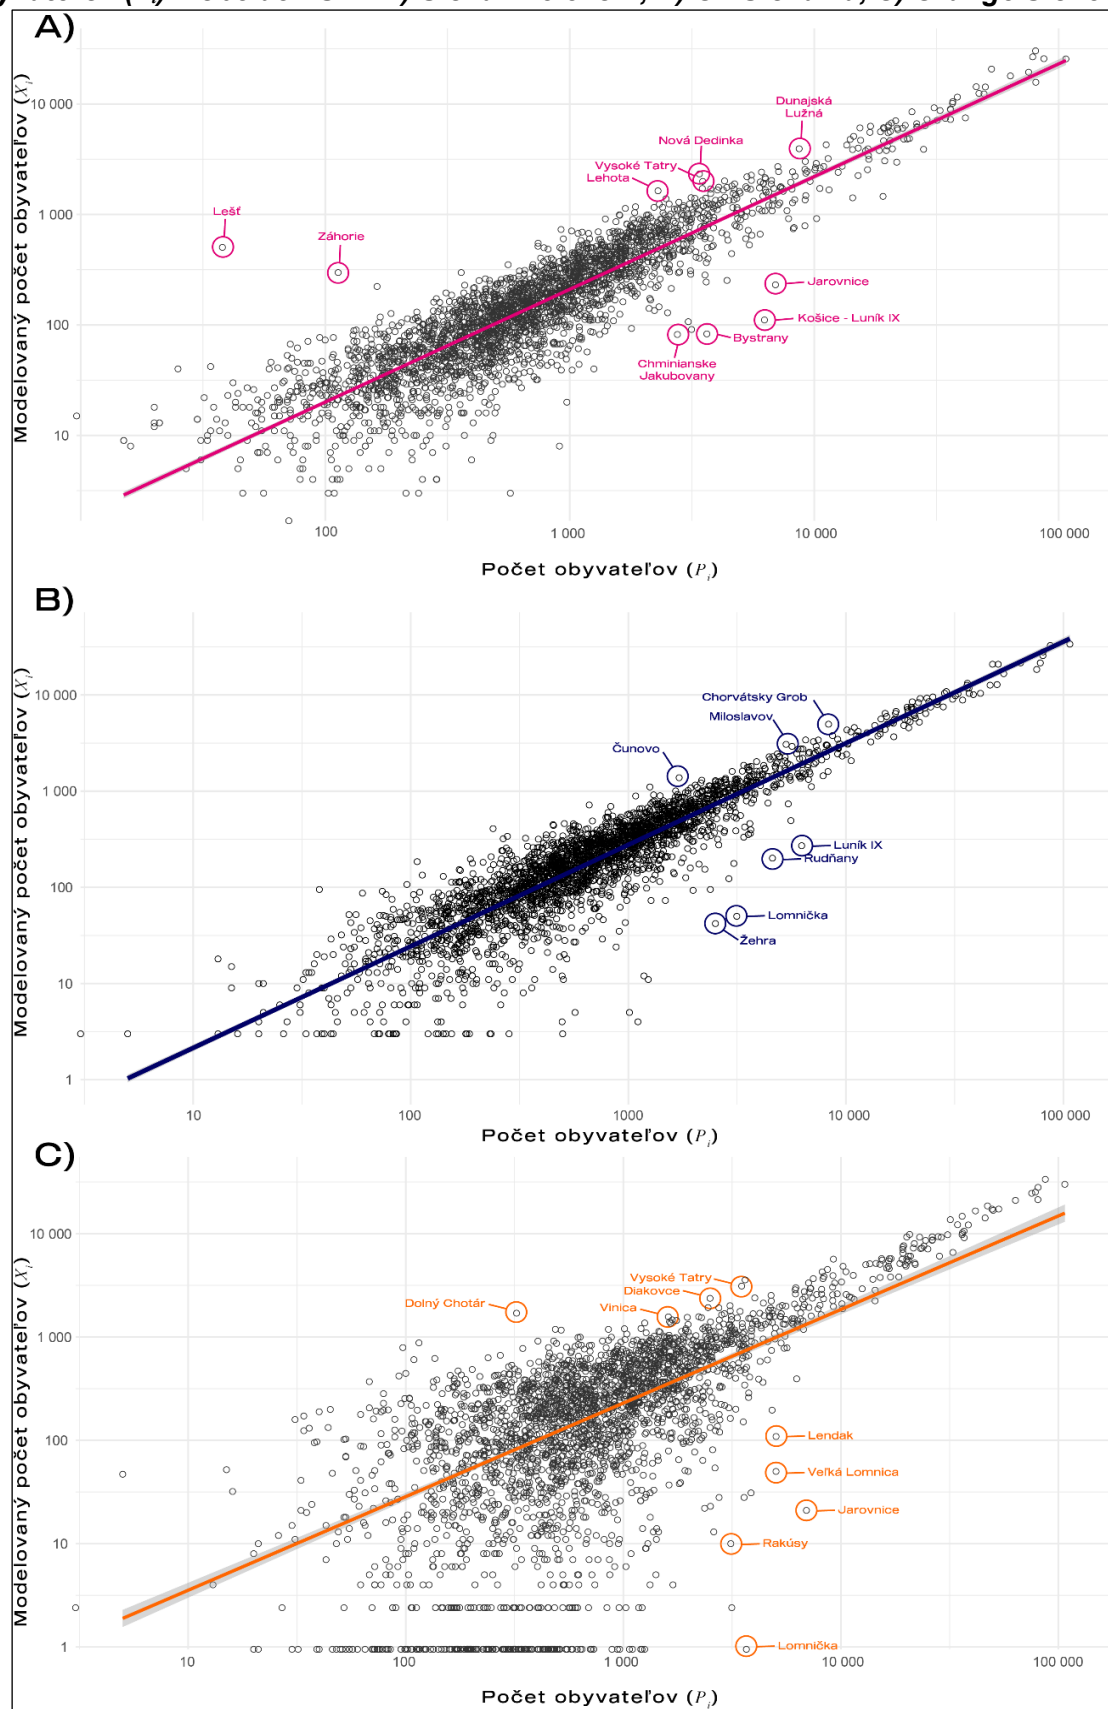 A)
Modelovaný počet obyvateľov (Xi)
10 000
1 000
100
10
Dunajská
Lužná
Nová Dedinka
Vysoké Tatry
Lehota
Lešť
Záhorie
Jarovnice
Košice - Luník IX
Bystrany
Chminianske
Jakubovany
100
1 000
10 000
100 000
Počet obyvateľov (Pi)
B)
Modelovaný počet obyvateľov (Xi)
10 000
1 000
100
10
1
Chorvátsky Grob
Miloslavov
Čunovo
Luník IX
Rudňany
Lomnička
Žehra
10
100
1000
10 000
100 000
Počet obyvateľov (Pi)
C)
Modelovaný počet obyvateľov (Xi)
10 000
1 000
100
10
1
Vysoké Tatry
Diakovce
Dolný Chotár
Vinica
Lendak
Veľká Lomnica
Jarovnice
Rakúsy
Lomnička
10
100
1 000
10 000
100 000
Počet obyvateľov (Pi)